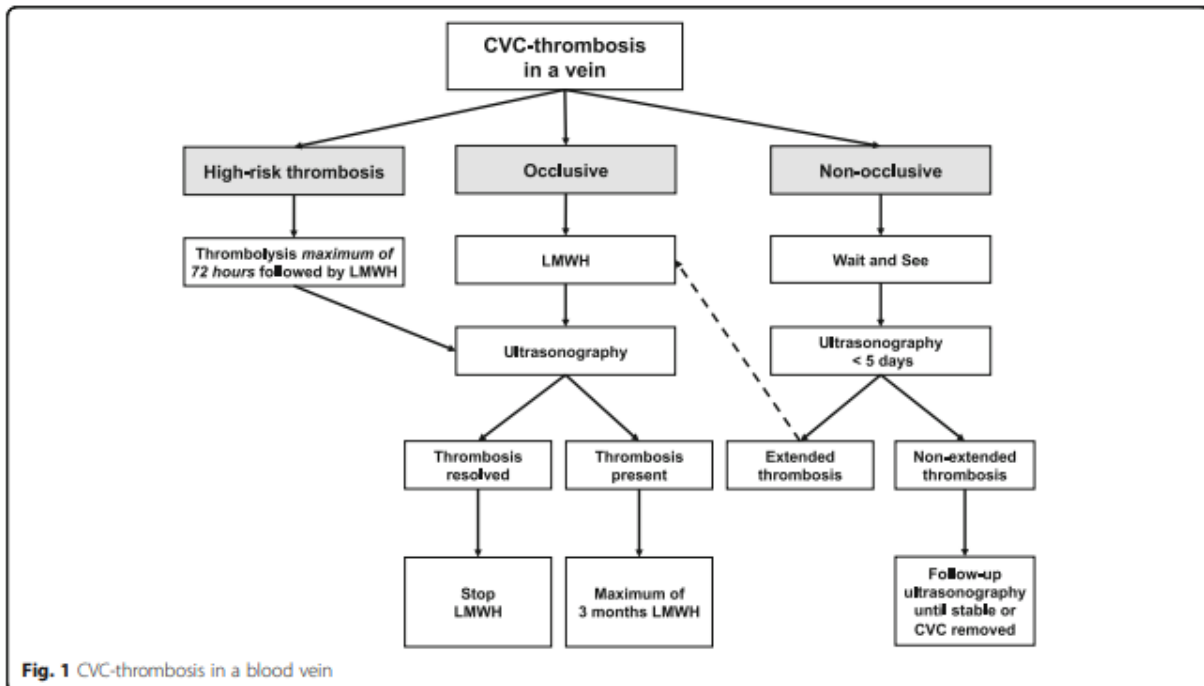 CVC-thrombosis
in a vein
High-risk thrombosis
Occlusive
Non-occlusive
Thrombolysis maximum of
72 hours followed by LMWH
LMWH
Wait and See
Ultrasonography
Ultrasonography
< 5 days
Thrombosis
resolved
Thrombosis
present
Extended
thrombosis
Non-extended
thrombosis
Stop
LMWH
Maximum of
3 months LMWH
Follow-up
ultrasonography
until stable or
CVC removed
Fig. 1 CVC-thrombosis in a blood vein